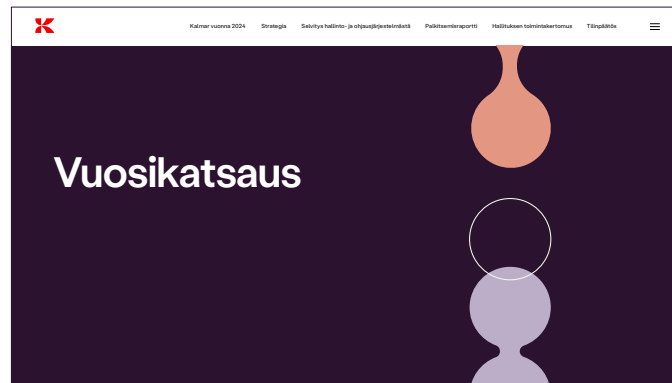 Kalmar vuonna 2024 Strategia Selvitys hallinto- ja ohjausjärjestelmästä Palkitsemisraportti Hallituksen toimintakertomus Tilinpäätös
Vuosikatsaus